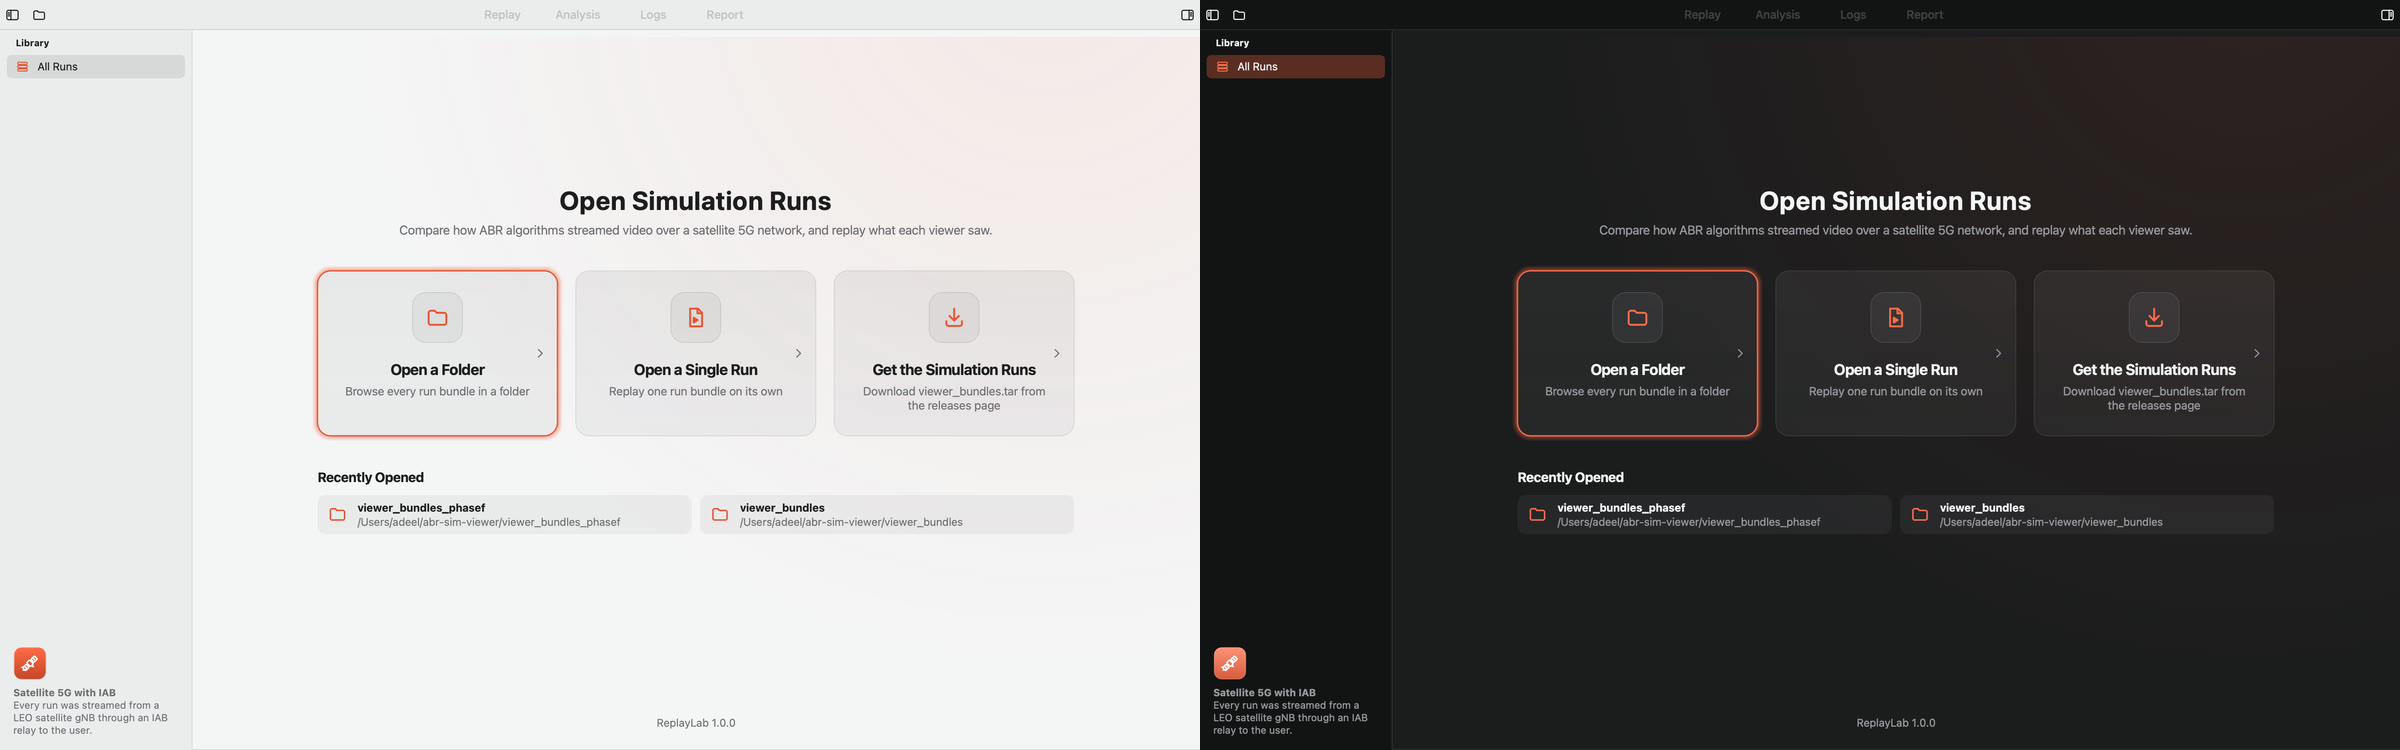 Replay Analysis Logs Report
Library
All Runs
Open Simulation Runs
Compare how ABR algorithms streamed video over a satellite 5G network, and replay what each viewer saw.
Open a Folder
Browse every run bundle in a folder
Open a Single Run
Replay one run bundle on its own
Get the Simulation Runs
Download viewer_bundles.tar from
the releases page
Recently Opened
viewer_bundles_phasef
/Users/adeel/abr-sim-viewer/viewer_bundles_phasef
viewer_bundles
/Users/adeel/abr-sim-viewer/viewer_bundles
Satellite 5G with IAB
Every run was streamed from a
LEO satellite gNB through an IAB
relay to the user.
ReplayLab 1.0.0
Replay Analysis Logs Report
Library
All Runs
Open Simulation Runs
Compare how ABR algorithms streamed video over a satellite 5G network, and replay what each viewer saw.
Open a Folder
Browse every run bundle in a folder
Open a Single Run
Replay one run bundle on its own
Get the Simulation Runs
Download viewer_bundles.tar from
the releases page
Recently Opened
viewer_bundles_phasef
/Users/adeel/abr-sim-viewer/viewer_bundles_phasef
viewer_bundles
/Users/adeel/abr-sim-viewer/viewer_bundles
Satellite 5G with IAB
Every run was streamed from a
LEO satellite gNB through an IAB
relay to the user.
ReplayLab 1.0.0